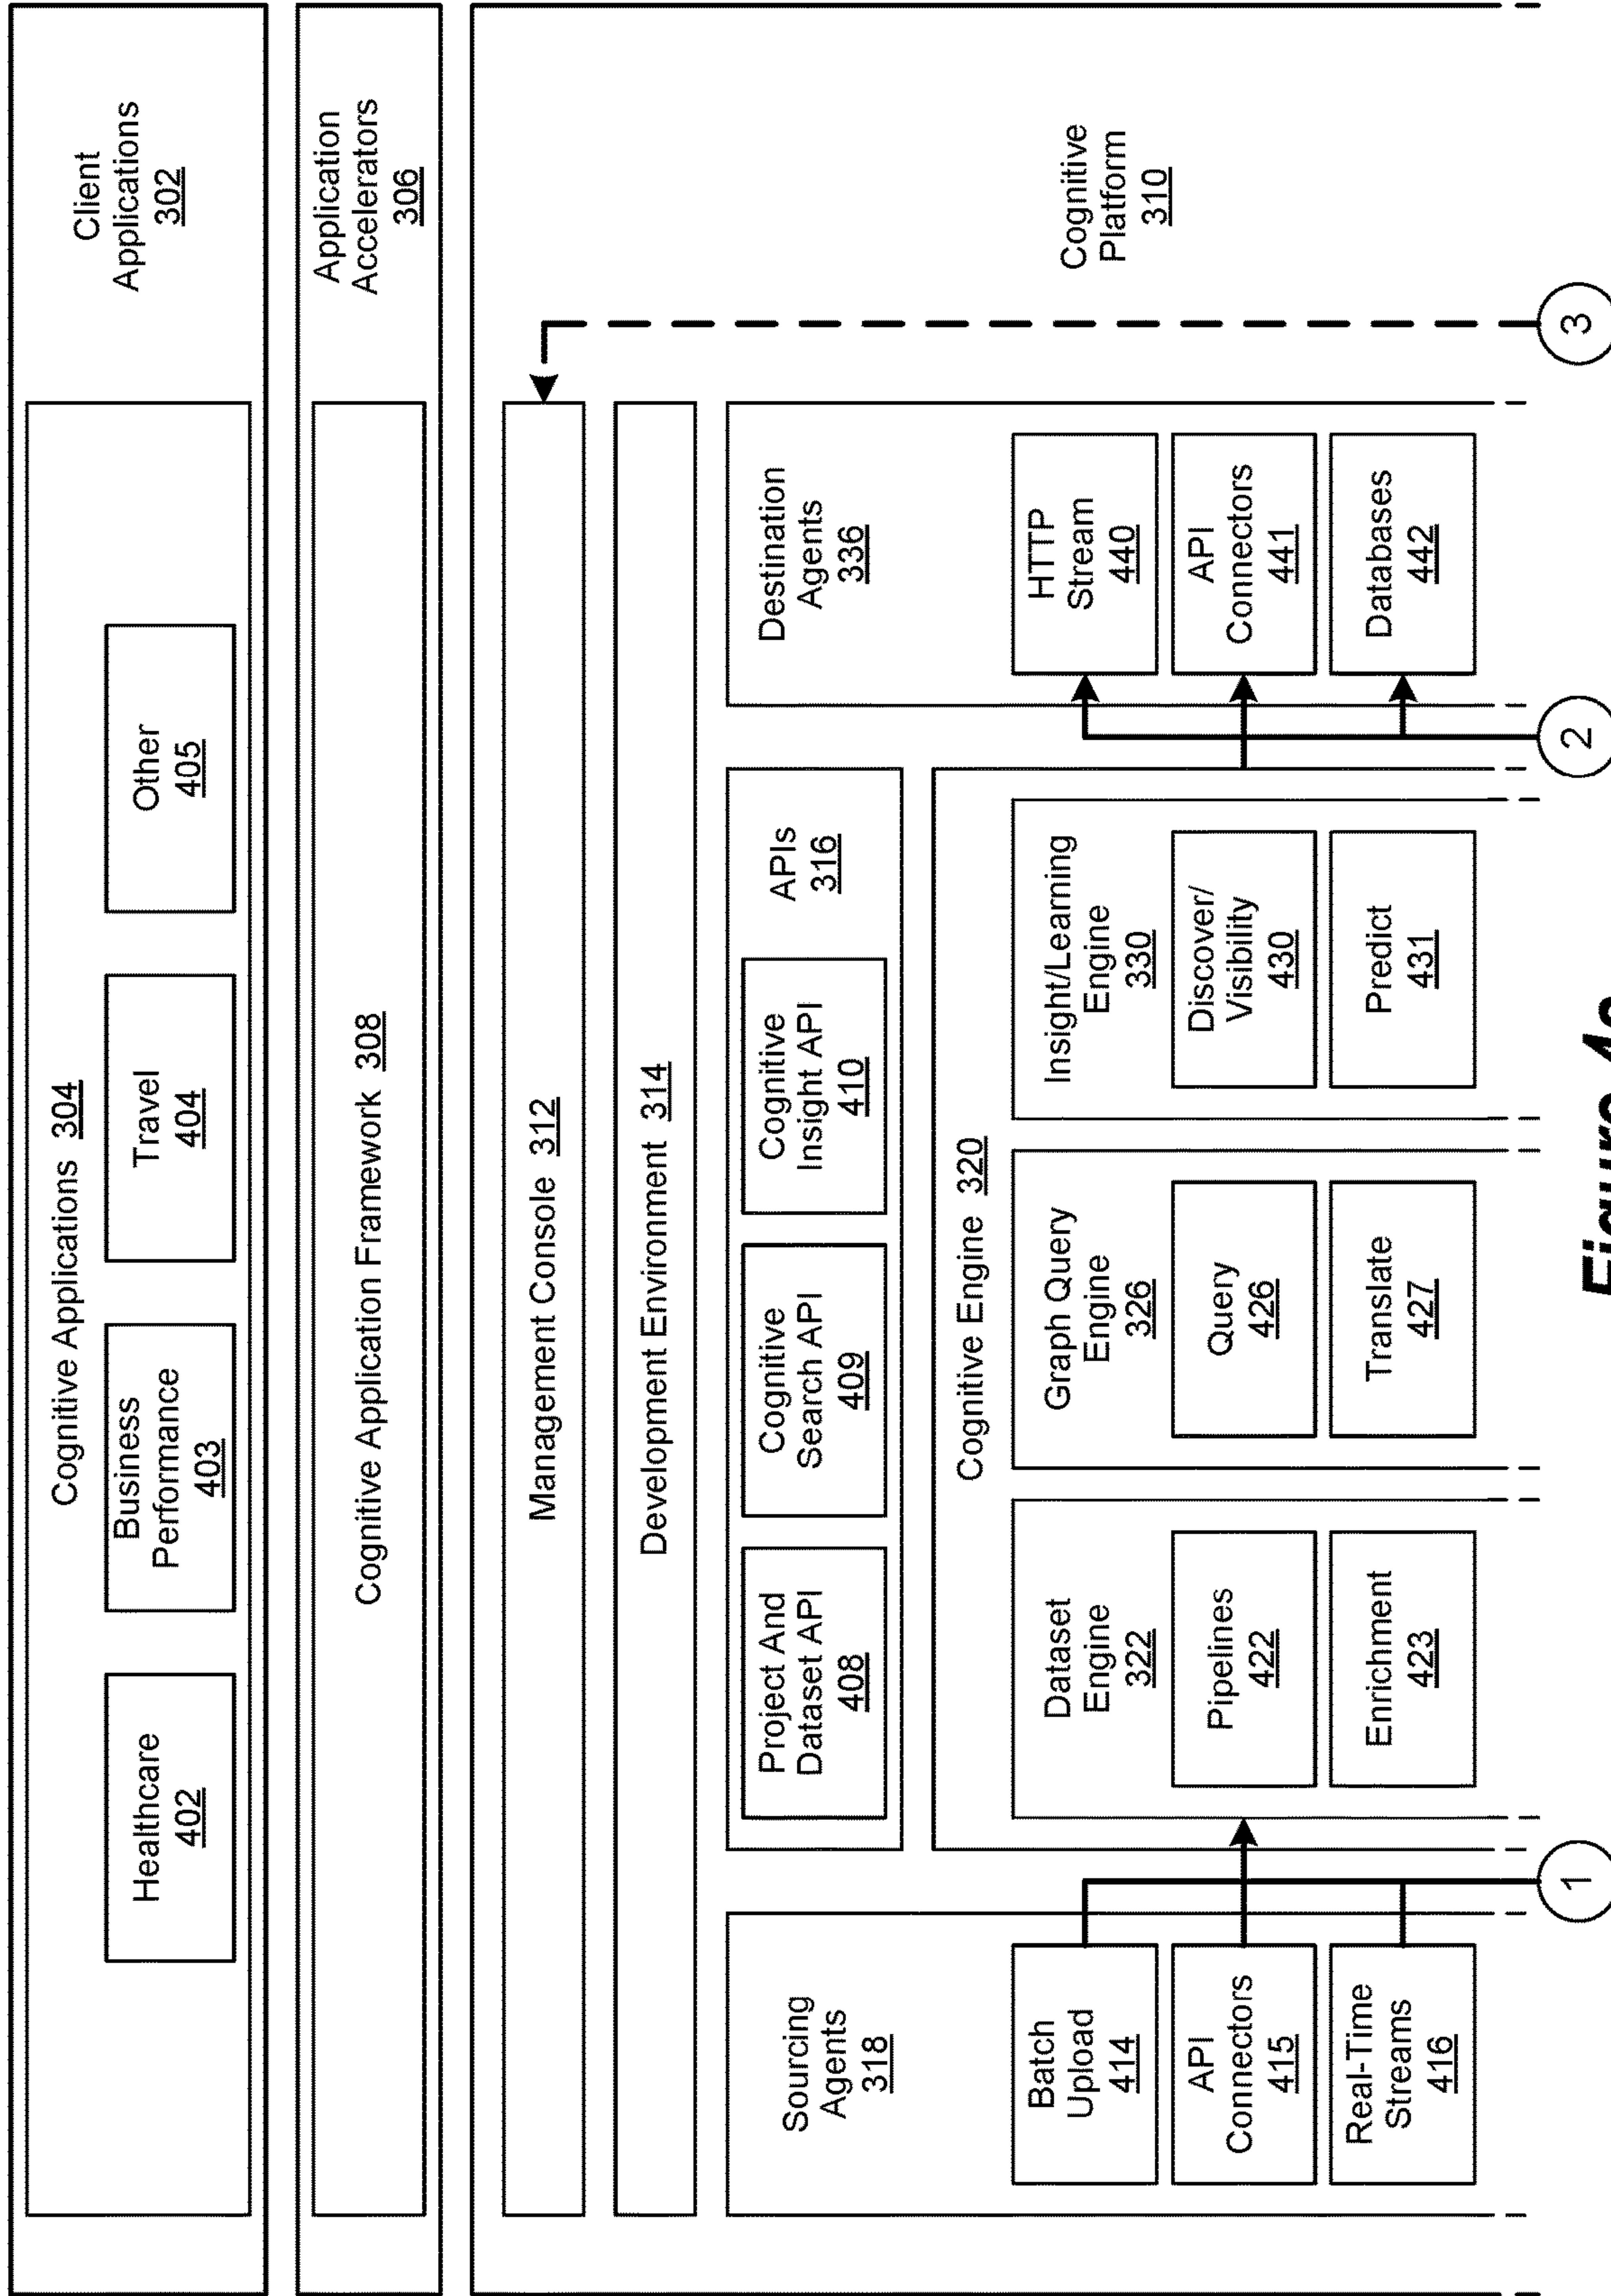 Client
Applications
302
Cognitive Applications 304
Healthcare
402
Business
Performance
403
Travel
404
Other
405
Application
Accelerators
306
Cognitive Application Framework 308
Cognitive
Platform
310
Management Console 312
Development Environment 314
Sourcing
Agents
318
Batch
Upload
414
API
Connectors
415
Real-Time
Streams
416
APIs
316
Project And
Dataset API
408
Cognitive
Search API
409
Cognitive
Insight API
410
Cognitive Engine 320
Dataset
Engine
322
Pipelines
422
Enrichment
423
Graph Query
Engine
326
Query
426
Translate
427
Insight/Learning
Engine
330
Discover/
Visibility
430
Predict
431
Destination
Agents
336
HTTP
Stream
440
API
Connectors
441
Databases
442
1
2
3
Figure 4a